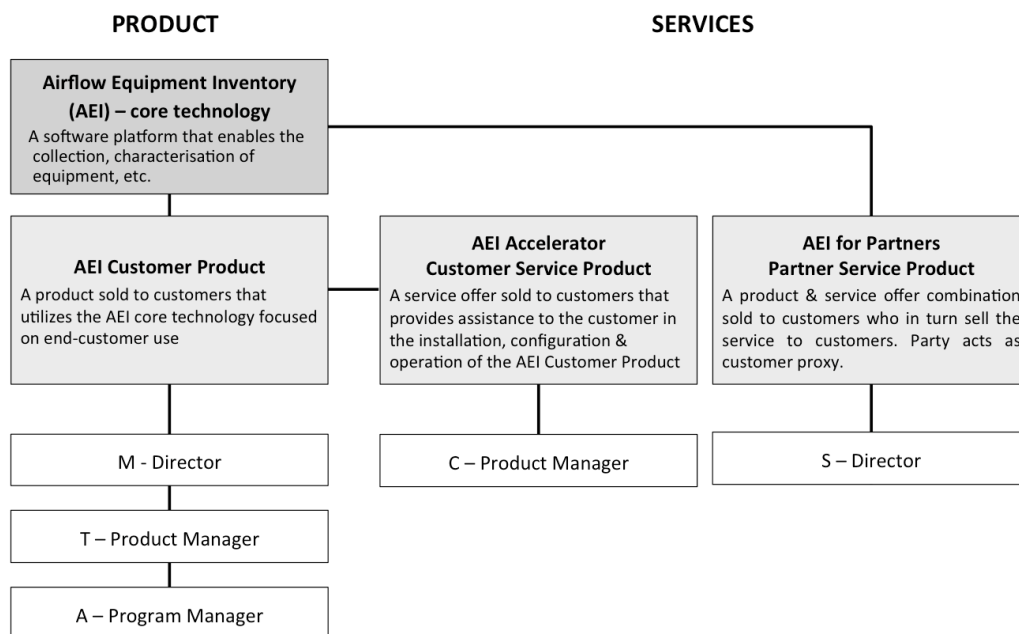 PRODUCT
SERVICES
Airflow Equipment Inventory
(AEI) – core technology
A software platform that enables the
collection, characterisation of
equipment, etc.
AEI Customer Product
A product sold to customers that
utilizes the AEI core technology focused
on end-customer use
AEI Accelerator
Customer Service Product
A service offer sold to customers that
provides assistance to the customer in
the installation, configuration &
operation of the AEI Customer Product
AEI for Partners
Partner Service Product
A product & service offer combination
sold to customers who in turn sell the
service to customers. Party acts as
customer proxy.
M - Director
C – Product Manager
S – Director
T – Product Manager
A – Program Manager